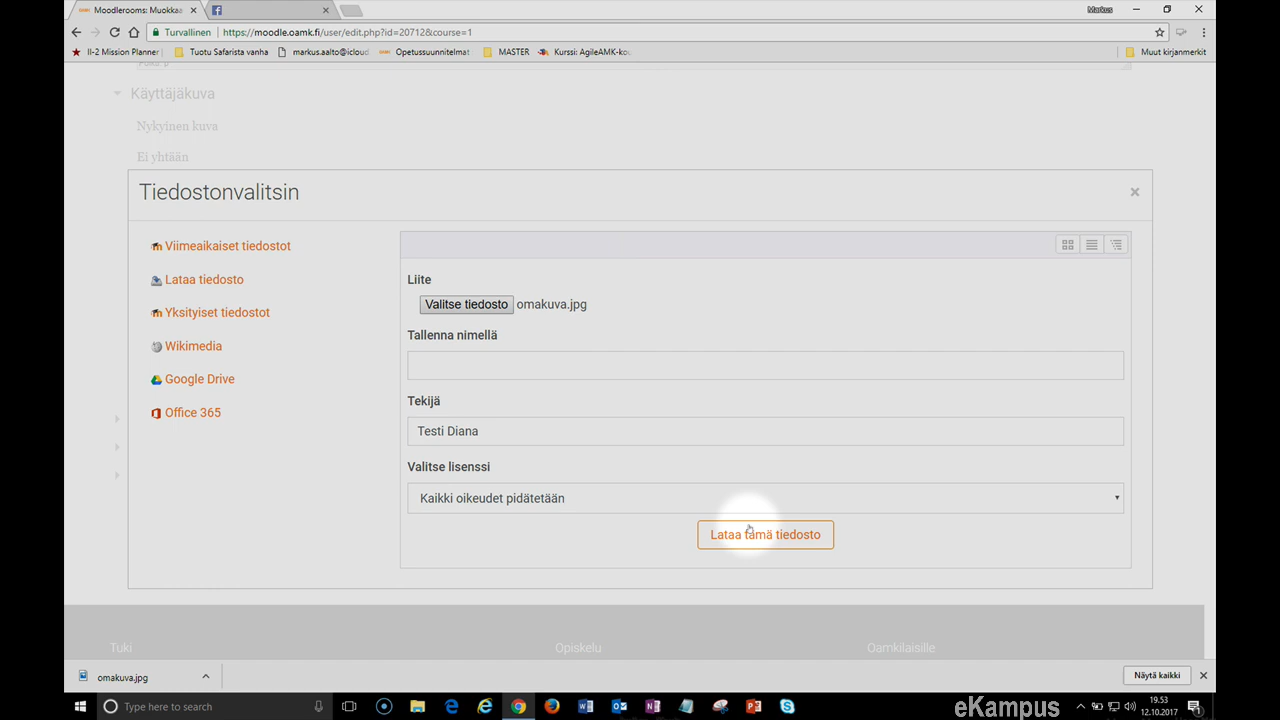 Moodlerooms: Muokkaa
Markus
Turvallinen
https://moodle.oamk.fi/user/edit.php?id=20712&course=1
II-2 Mission Planner
Tuotu Safarista vanha
markus.aalto@icloud
Opetussuunnitelmat
MASTER
Kurssi: AgileAMK-ko
Muut kirjanmerkit
Käyttäjäkuva
Nykyinen kuva
Ei yhtään
Tiedostonvalitsin
Viimeaikaiset tiedostot
Lataa tiedosto
Yksityiset tiedostot
Wikimedia
Google Drive
Office 365
Liite
Valitse tiedosto omakuva.jpg
Tallenna nimellä
Tekijä
Testi Diana
Valitse lisenssi
Kaikki oikeudet pidätetään
Lataa tämä tiedosto
Tuki
Opiskelu
Oamkilaisille
omakuva.jpg
Näytä kaikki
Type here to search
eKampus
19.53
12.10.2017